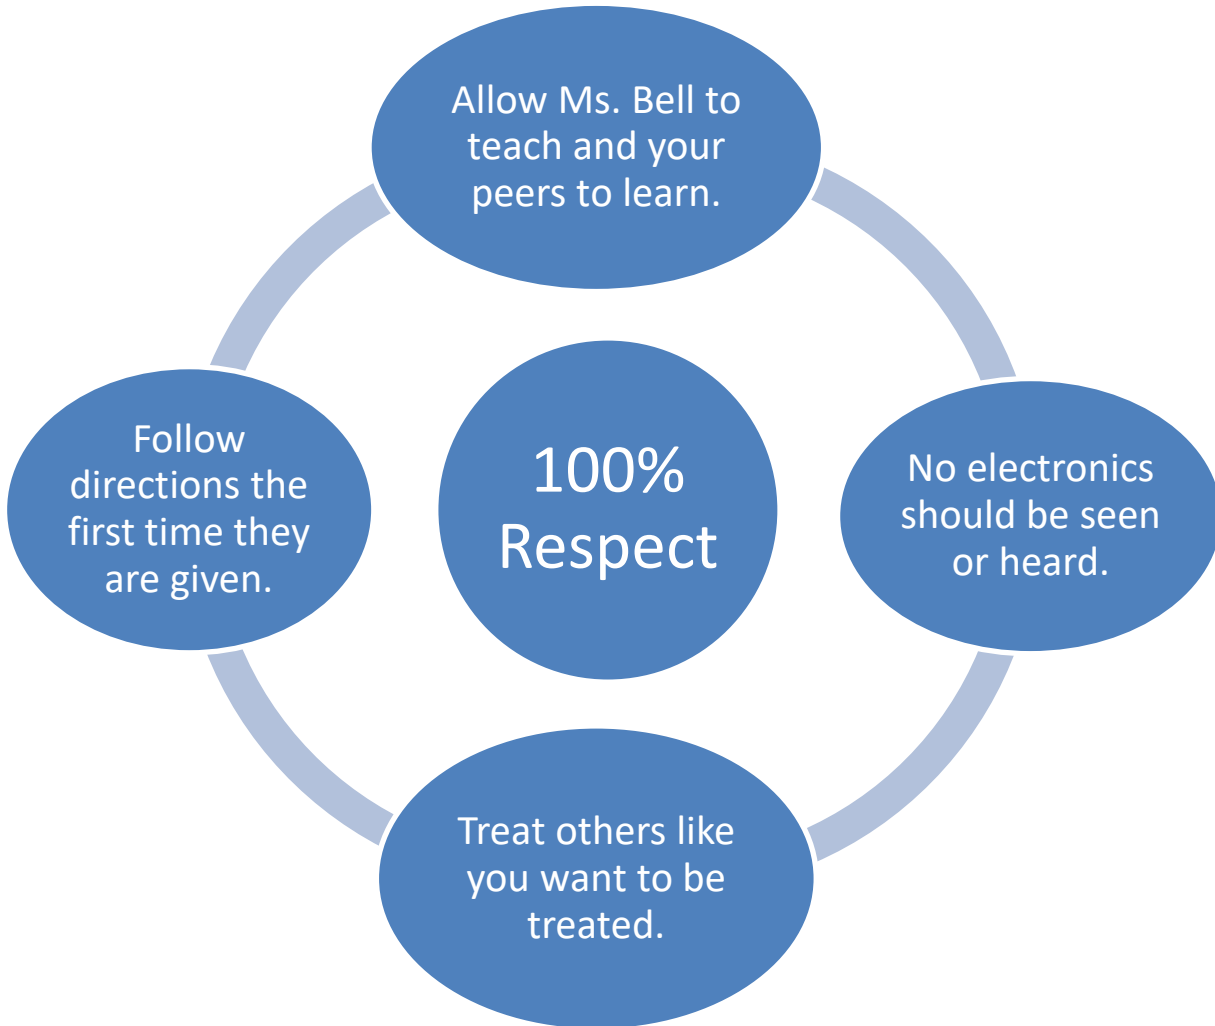 Allow Ms. Bell to
teach and your
peers to learn.
Follow
directions the
first time they
are given.
100%
Respect
No electronics
should be seen
or heard.
Treat others like
you want to be
treated.